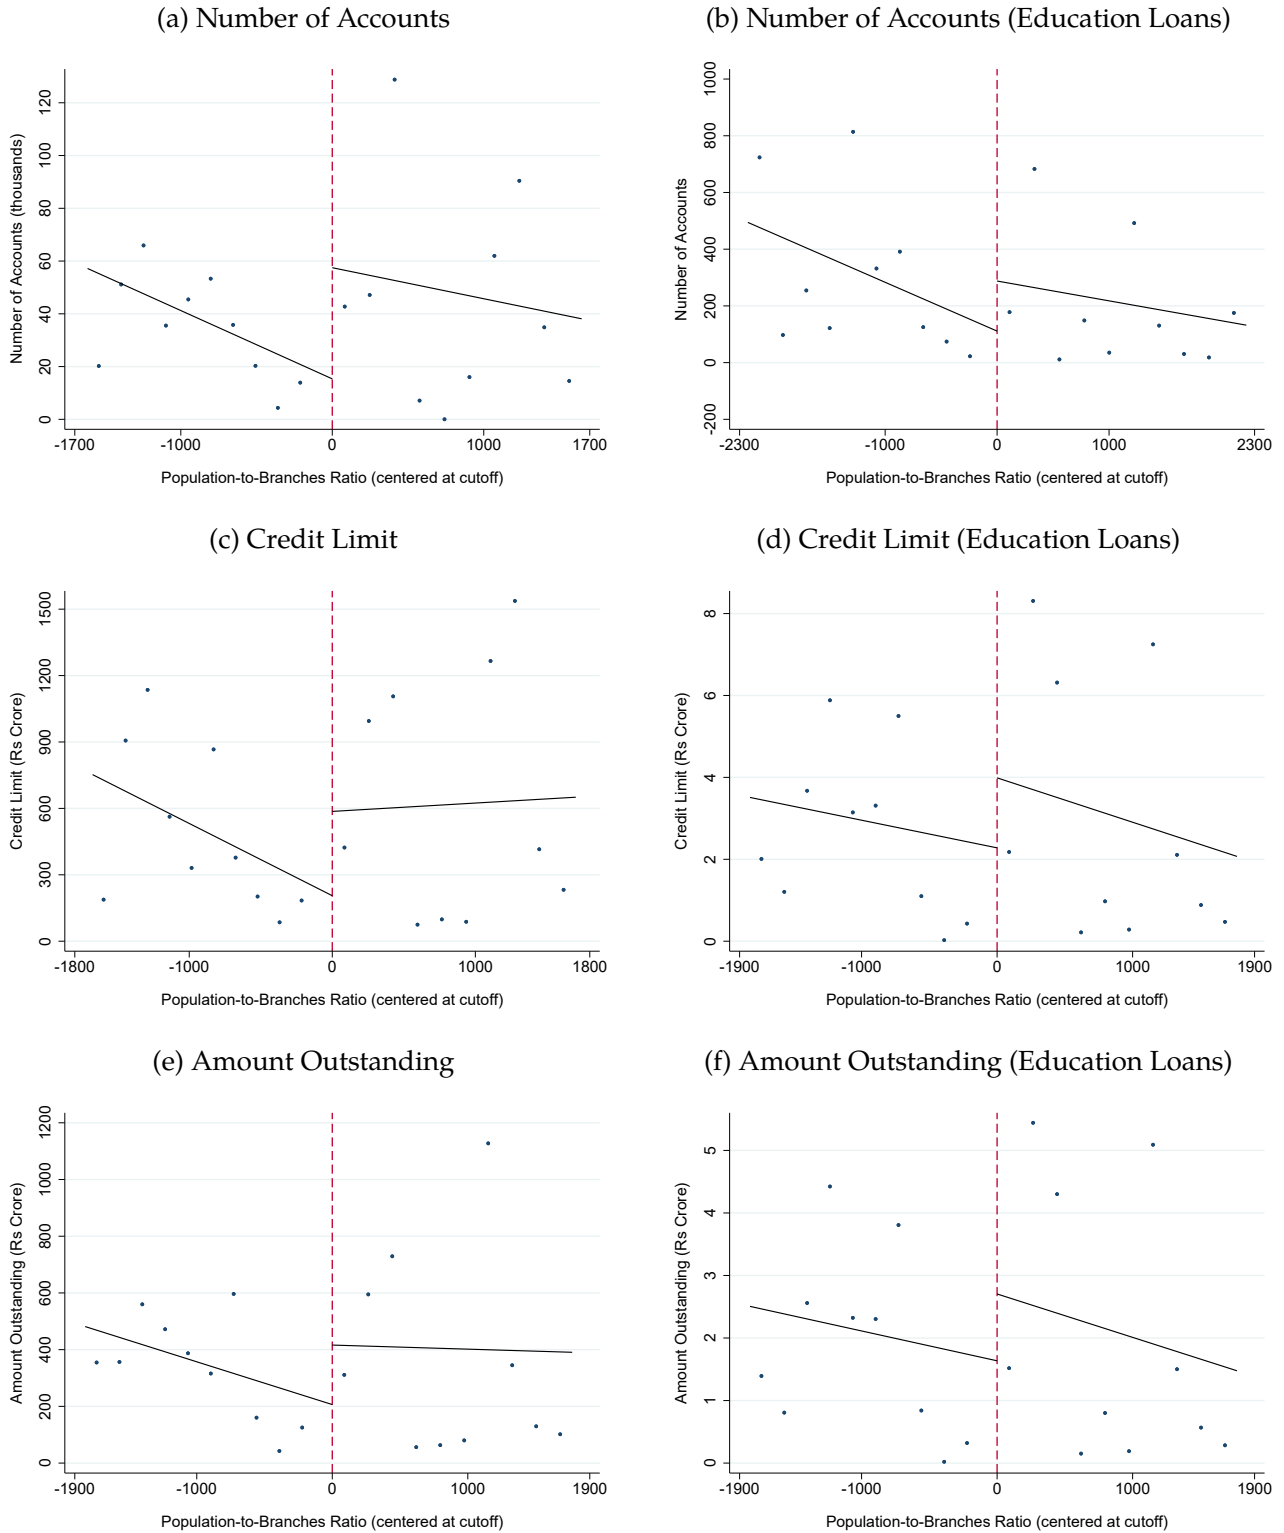 (a) Number of Accounts
Number of Accounts (thousands)
120
100
80
60
40
20
0
-1700 -1000 0 1000 1700
Population-to-Branches Ratio (centered at cutoff)
(b) Number of Accounts (Education Loans)
Number of Accounts
1000
800
600
400
200
0
-200
-2300 -1000 0 1000 2300
Population-to-Branches Ratio (centered at cutoff)
(c) Credit Limit
Credit Limit (Rs Crore)
1500
1200
900
600
300
0
-1800 -1000 0 1000 1800
Population-to-Branches Ratio (centered at cutoff)
(d) Credit Limit (Education Loans)
Credit Limit (Rs Crore)
8
6
4
2
0
-1900 -1000 0 1000 1900
Population-to-Branches Ratio (centered at cutoff)
(e) Amount Outstanding
Amount Outstanding (Rs Crore)
1200
1000
800
600
400
200
0
-1900 -1000 0 1000 1900
Population-to-Branches Ratio (centered at cutoff)
(f) Amount Outstanding (Education Loans)
Amount Outstanding (Rs Crore)
5
4
3
2
1
0
-1900 -1000 0 1000 1900
Population-to-Branches Ratio (centered at cutoff)